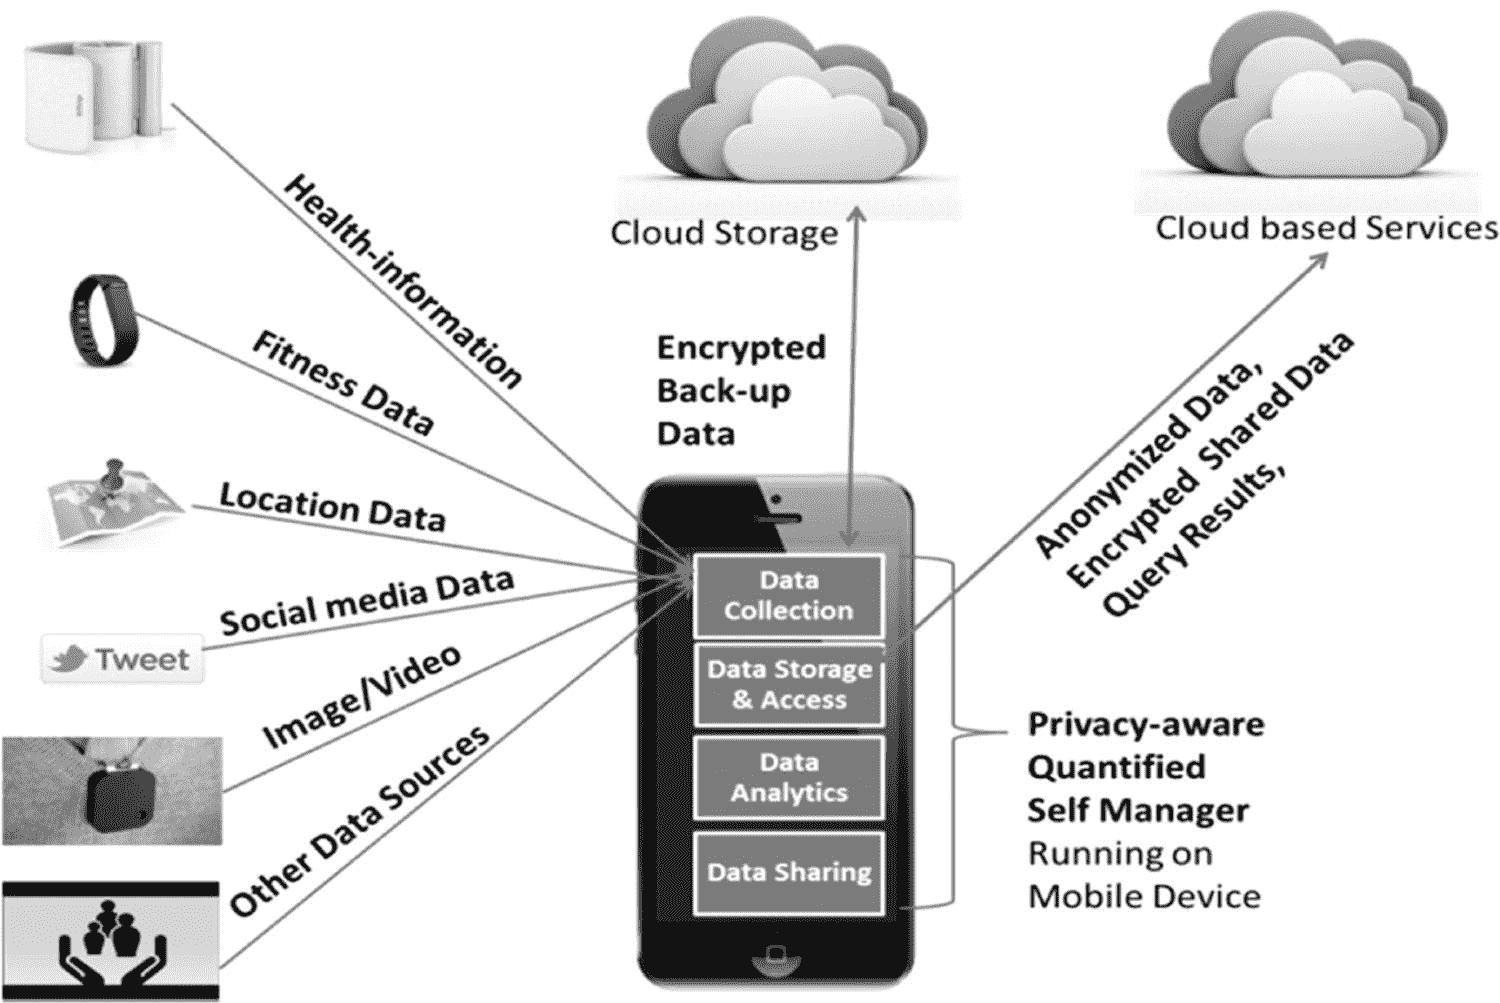 Health-information
Fitness Data
Location Data
Social media Data
Tweet
Image/Video
Other Data Sources
Cloud Storage
Encrypted
Back-up
Data
Cloud based Services
Anonymized Data,
Encrypted Shared Data
Query Results,
Data
Collection
Data Storage
& Access
Data
Analytics
Data Sharing
Privacy-aware
Quantified
Self Manager
Running on
Mobile Device